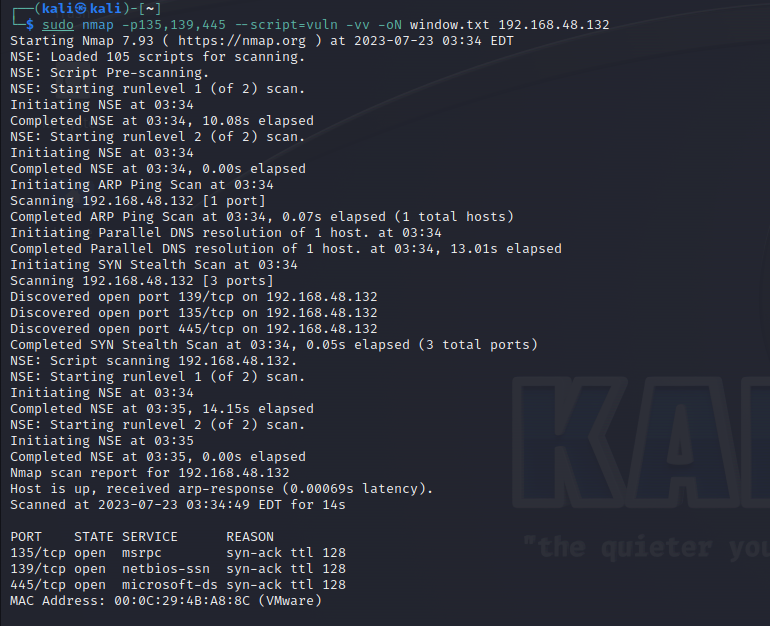 ┌──(kali㉿kali)-[~]
└─$ sudo nmap -p135,139,445 --script=vuln -vv -oN window.txt 192.168.48.132
Starting Nmap 7.93 ( https://nmap.org ) at 2023-07-23 03:34 EDT
NSE: Loaded 105 scripts for scanning.
NSE: Script Pre-scanning.
NSE: Starting runlevel 1 (of 2) scan.
Initiating NSE at 03:34
Completed NSE at 03:34, 10.08s elapsed
NSE: Starting runlevel 2 (of 2) scan.
Initiating NSE at 03:34
Completed NSE at 03:34, 0.00s elapsed
Initiating ARP Ping Scan at 03:34
Scanning 192.168.48.132 [1 port]
Completed ARP Ping Scan at 03:34, 0.07s elapsed (1 total hosts)
Initiating Parallel DNS resolution of 1 host. at 03:34
Completed Parallel DNS resolution of 1 host. at 03:34, 13.01s elapsed
Initiating SYN Stealth Scan at 03:34
Scanning 192.168.48.132 [3 ports]
Discovered open port 139/tcp on 192.168.48.132
Discovered open port 135/tcp on 192.168.48.132
Discovered open port 445/tcp on 192.168.48.132
Completed SYN Stealth Scan at 03:34, 0.05s elapsed (3 total ports)
NSE: Script scanning 192.168.48.132.
NSE: Starting runlevel 1 (of 2) scan.
Initiating NSE at 03:34
Completed NSE at 03:35, 14.15s elapsed
NSE: Starting runlevel 2 (of 2) scan.
Initiating NSE at 03:35
Completed NSE at 03:35, 0.00s elapsed
Nmap scan report for 192.168.48.132
Host is up, received arp-response (0.00069s latency).
Scanned at 2023-07-23 03:34:49 EDT for 14s

PORT    STATE SERVICE      REASON
135/tcp open  msrpc        syn-ack ttl 128
139/tcp open  netbios-ssn  syn-ack ttl 128
445/tcp open  microsoft-ds syn-ack ttl 128
MAC Address: 00:0C:29:4B:A8:8C (VMware)
KA
"the quieter you